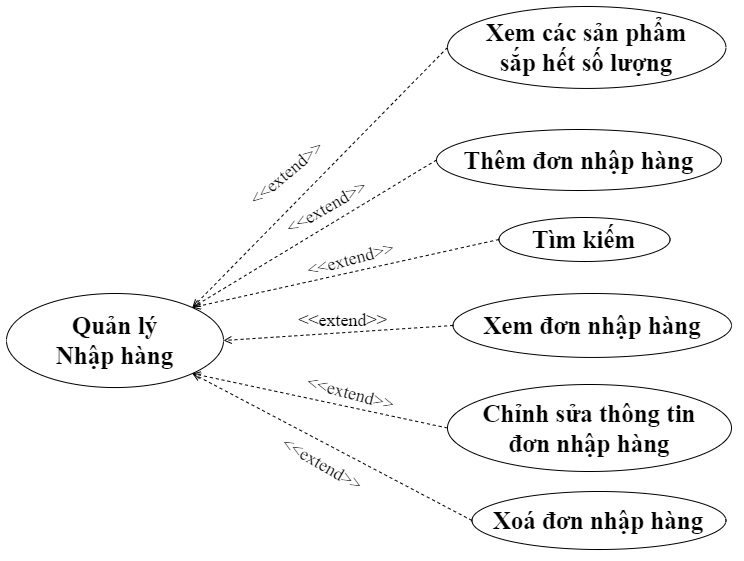 Xem các sản phẩm
sắp hết số lượng
<<extend>>
Thêm đơn nhập hàng
<<extend>>
Tìm kiếm
<<extend>>
Quản lý
Nhập hàng
<<extend>>
Xem đơn nhập hàng
<<extend>>
Chỉnh sửa thông tin
đơn nhập hàng
<<extend>>
Xoá đơn nhập hàng